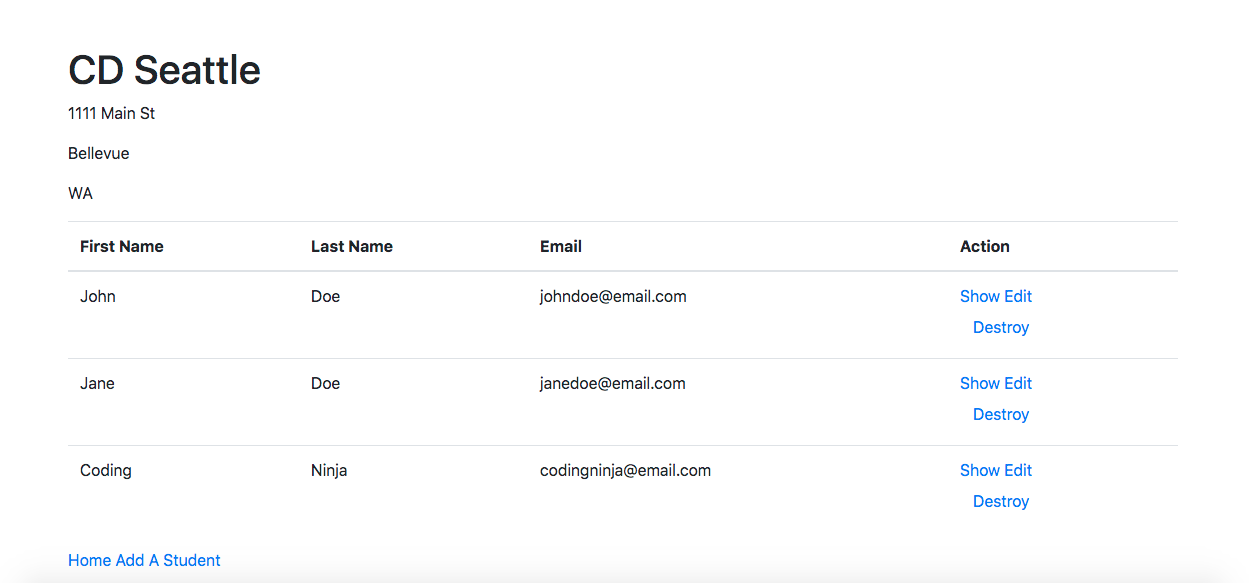 CD Seattle
1111 Main St
Bellevue
WA
First Name Last Name Email Action
John Doe johndoe@email.com Show Edit
Destroy
Jane Doe janedoe@email.com Show Edit
Destroy
Coding Ninja codingninja@email.com Show Edit
Destroy
Home Add A Student